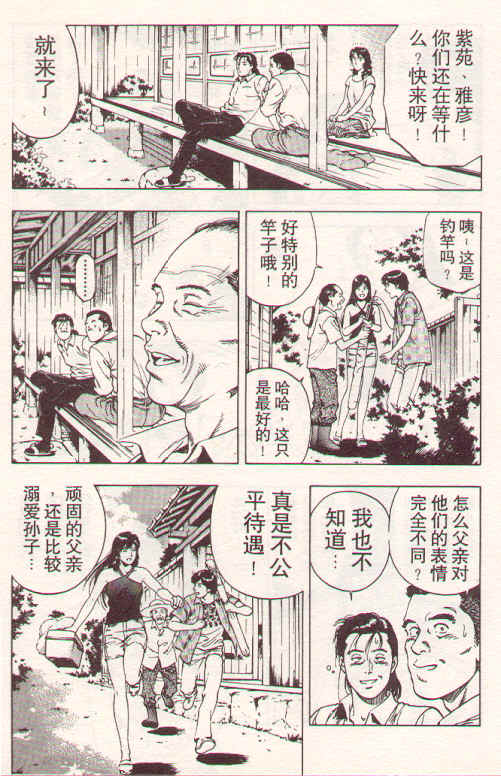 紫苑、雅彦！
你们还在等什
么？快来呀！
就来了～
咦，这是
钓竿吗？
好特别的
竿子哦！
哈哈，这只
是最好的！
………
怎么父亲对
他们的表情
完全不同？
我也不
知道…
真是不公
平待遇！
顽固的父亲
，还是比较
溺爱孙子…